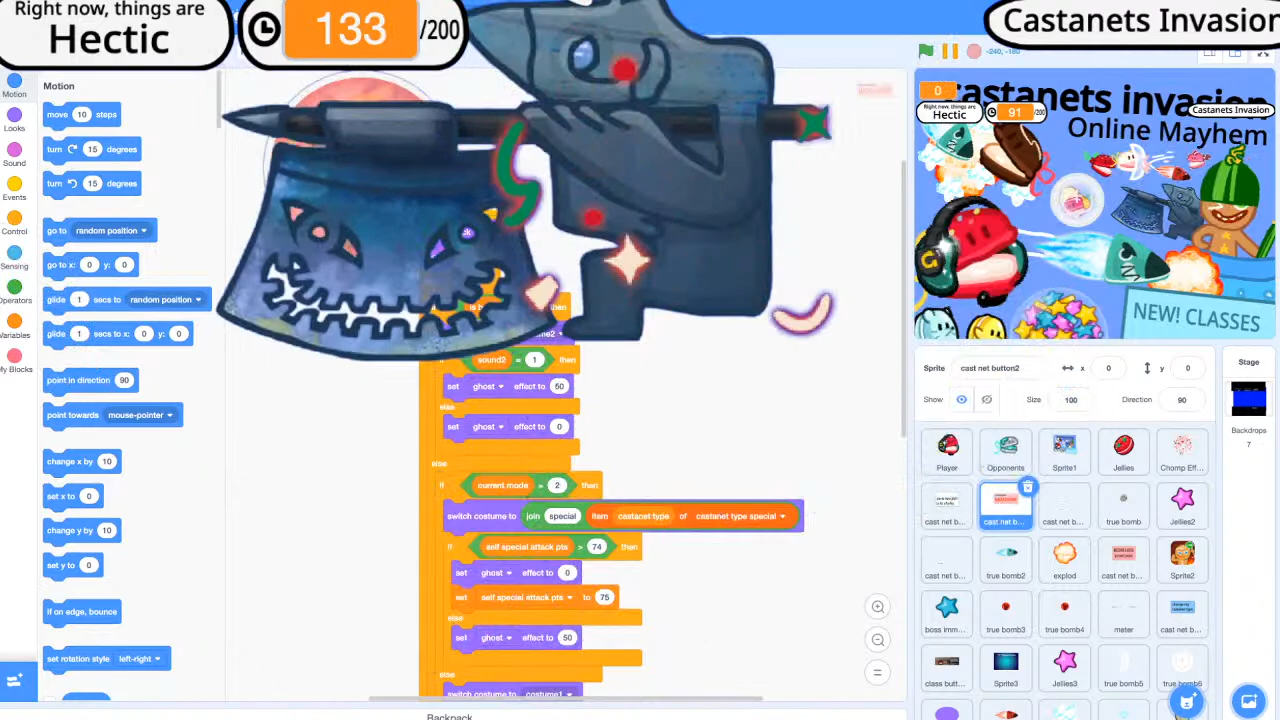 Right now, things are
Hectic
133
/200
Castanets Invasion
-240, -180
Motion
Looks
Sound
Events
Control
Sensing
Operators
Variables
My Blocks
Motion
move 10 steps
turn 15 degrees
turn 15 degrees
go to random position
go to x: 0 y: 0
glide 1 secs to random position
glide 1 secs to x: 0 y: 0
point in direction 90
point towards mouse-pointer
change x by 10
set x to 0
change y by 10
set y to 0
if on edge, bounce
set rotation style left-right
then
sound2 = 1 then
set ghost effect to 50
else
set ghost effect to 0
else
if current mode = 2 then
switch costume to join special item castanet type of castanet type special
if self special attack pts > 74 then
set ghost effect to 0
set self special attack pts to 75
else
set ghost effect to 50
else
switch costume to costume1
Backpack
0
castanets invasion
Right now, things are
Hectic
91
/200
Castanets Invasion
Online Mayhem
NEW! CLASSES
Sprite
cast net button2
x 0
y 0
Show
Size 100
Direction 90
Stage
Backdrops
7
Player
Opponents
Sprite1
Jellies
Chomp Eff...
cast net b...
cast net b...
cast net b...
true bomb
Jellies2
cast net b...
true bomb2
explod
cast net b...
Sprite2
boss imm...
true bomb3
true bomb4
meter
cast net b...
class butt...
Sprite3
Jellies3
true bomb5
true bomb6